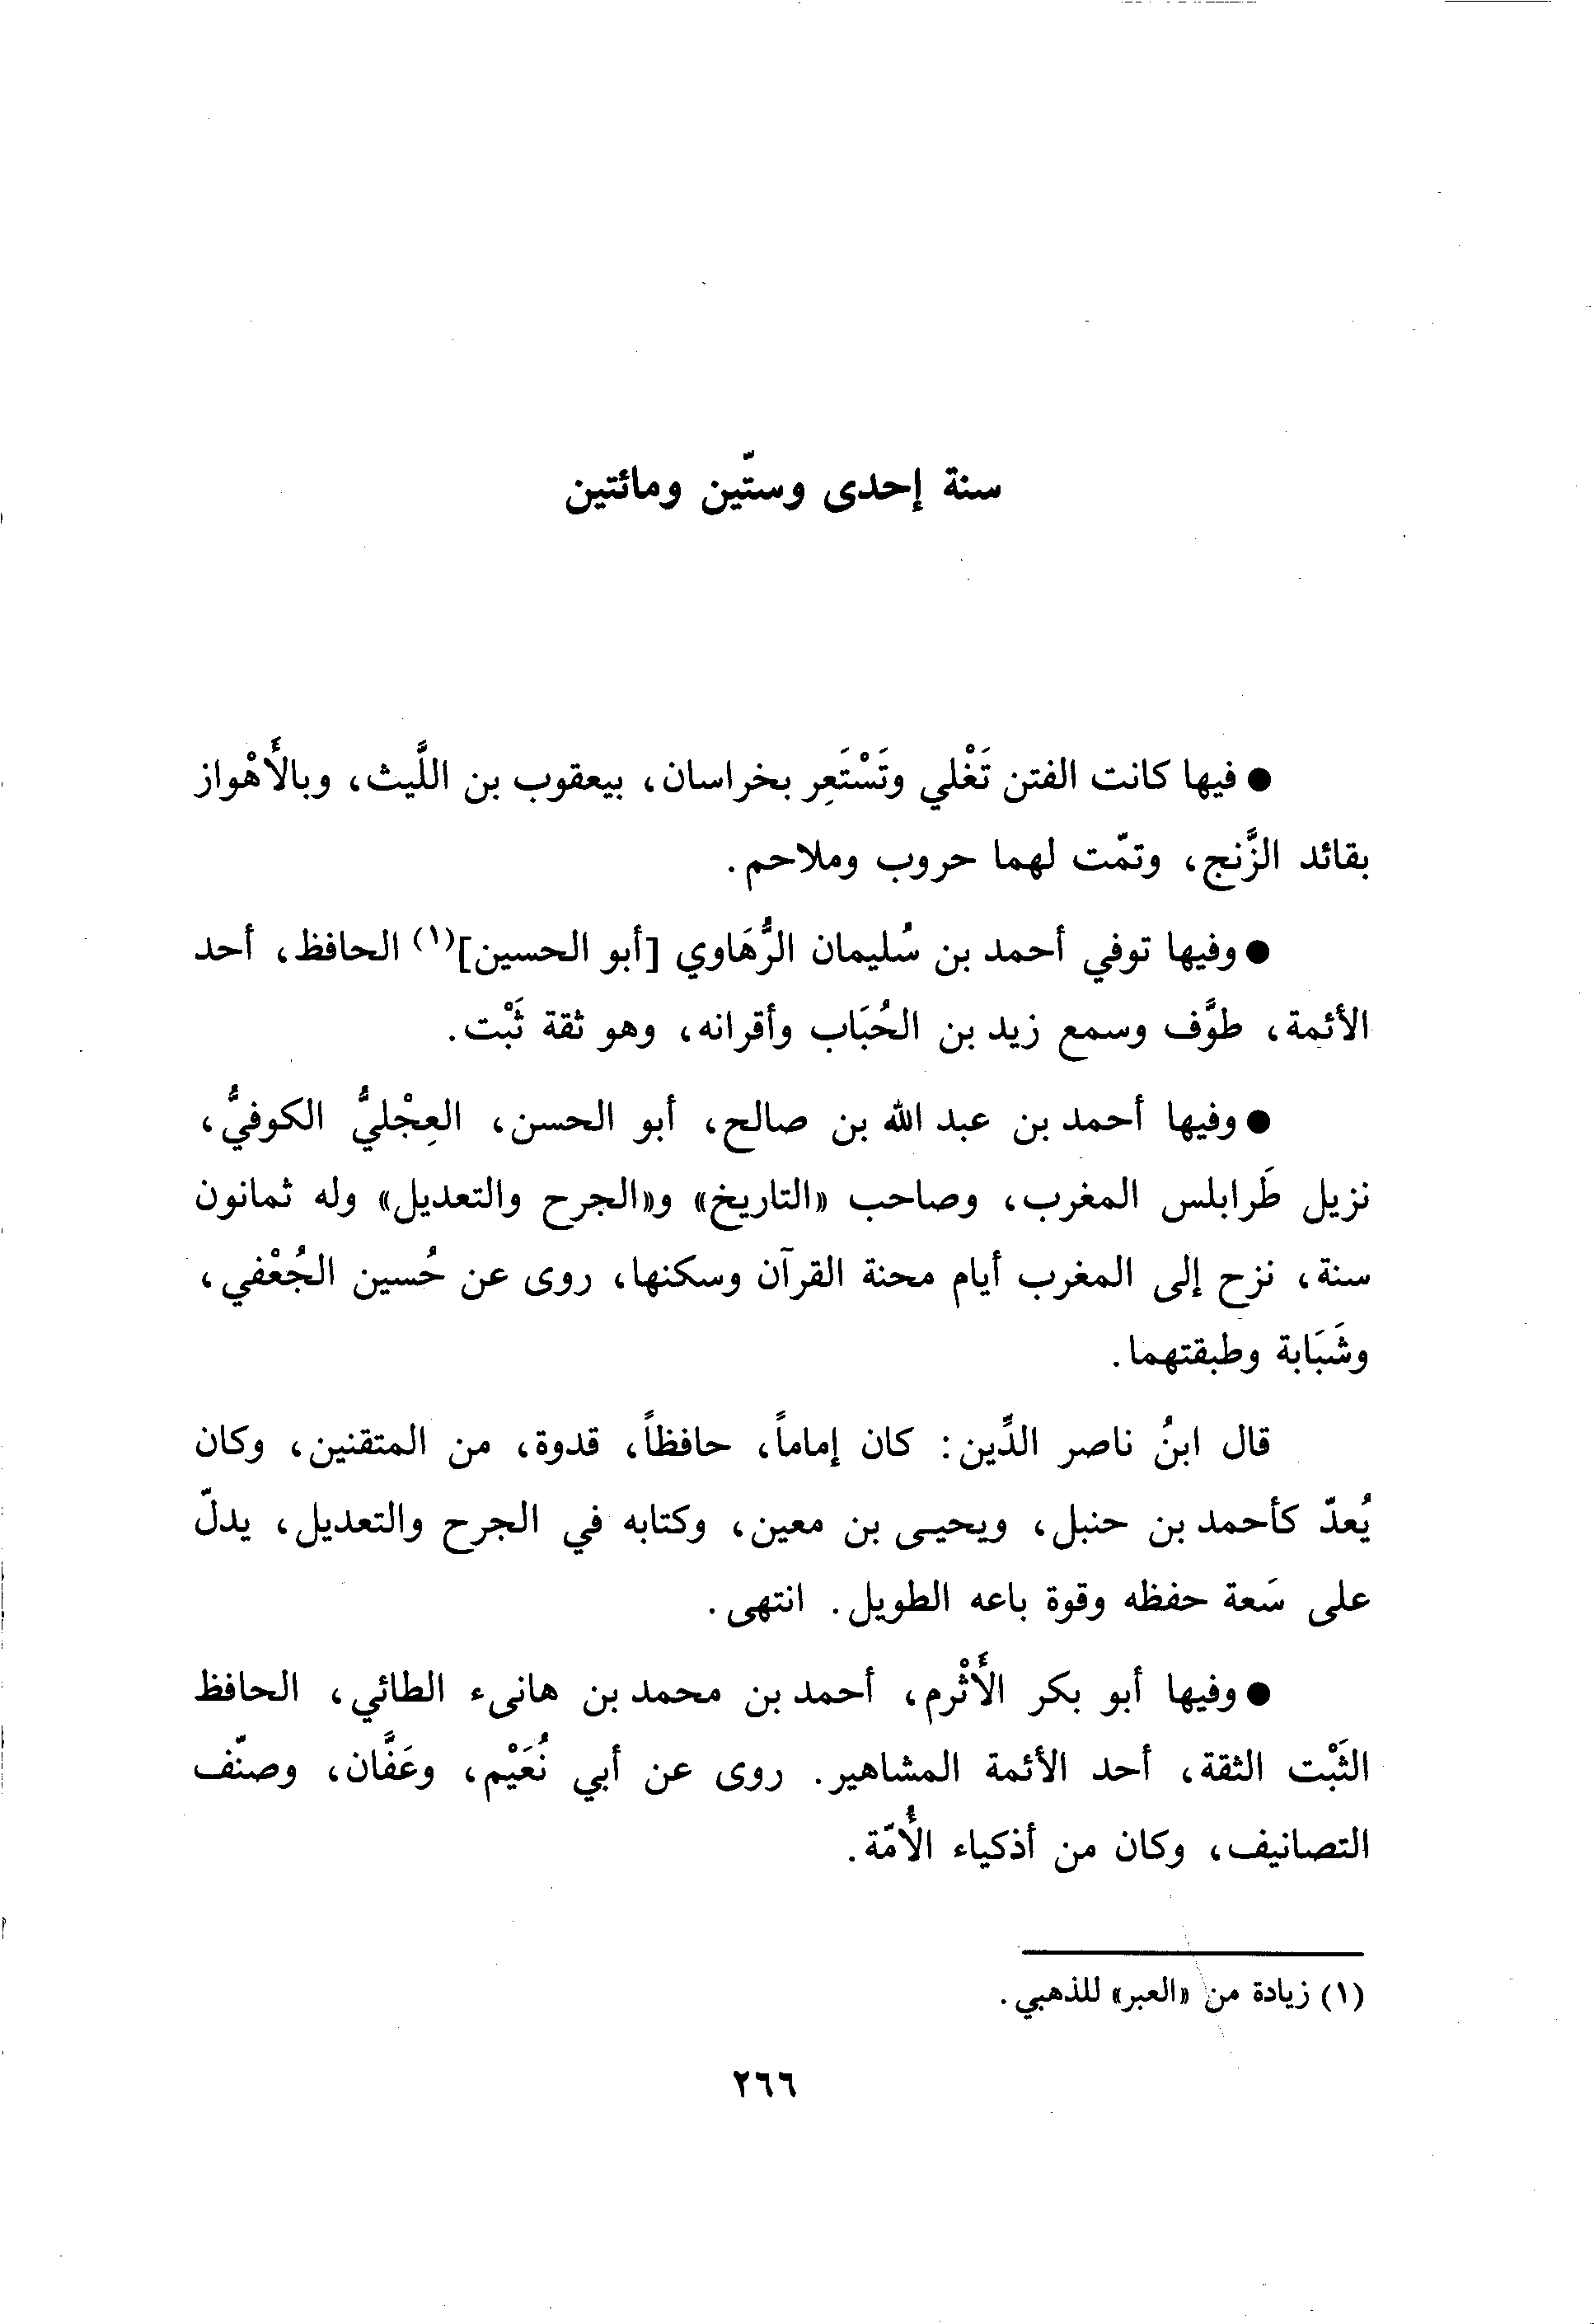 سنة إحدى وستّين ومائتين
● فيها كانت الفتن تَغْلي وتَسْتَعِر بخراسان، بيعقوب بن اللَّيث، وبالأَهْواز
بقائد الزَّنج، وتمّت لهما حروب وملاحم.
● وفيها توفي أحمد بن سُليمان الرُّهَاوي [أبو الحسين]⁽¹⁾ الحافظ، أحد
الأئمة، طوَّف وسمع زيد بن الحُبَاب وأقرانه، وهو ثقة ثَبْت.
● وفيها أحمد بن عبد الله بن صالح، أبو الحسن، العِجْليُّ الكوفيُّ،
نزيل طَرابلس المغرب، وصاحب «التاريخ» و«الجرح والتعديل» وله ثمانون
سنة، نزح إلى المغرب أيام محنة القرآن وسكنها، روى عن حُسين الجُعْفي،
وشَبَابة وطبقتهما.
قال ابنُ ناصر الدِّين: كان إماماً، حافظاً، قدوة، من المتقنين، وكان
يُعدّ كأحمد بن حنبل، ويحيى بن معين، وكتابه في الجرح والتعديل، يدلّ
على سَعة حفظه وقوة باعه الطويل. انتهى.
● وفيها أبو بكر الأَثْرم، أحمد بن محمد بن هانىء الطائي، الحافظ
الثَبْت الثقة، أحد الأئمة المشاهير. روى عن أبي نُعَيْم، وعَفَّان، وصنّف
التصانيف، وكان من أذكياء الأُمّة.
(١) زيادة من «العبر» للذهبي.
٢٦٦